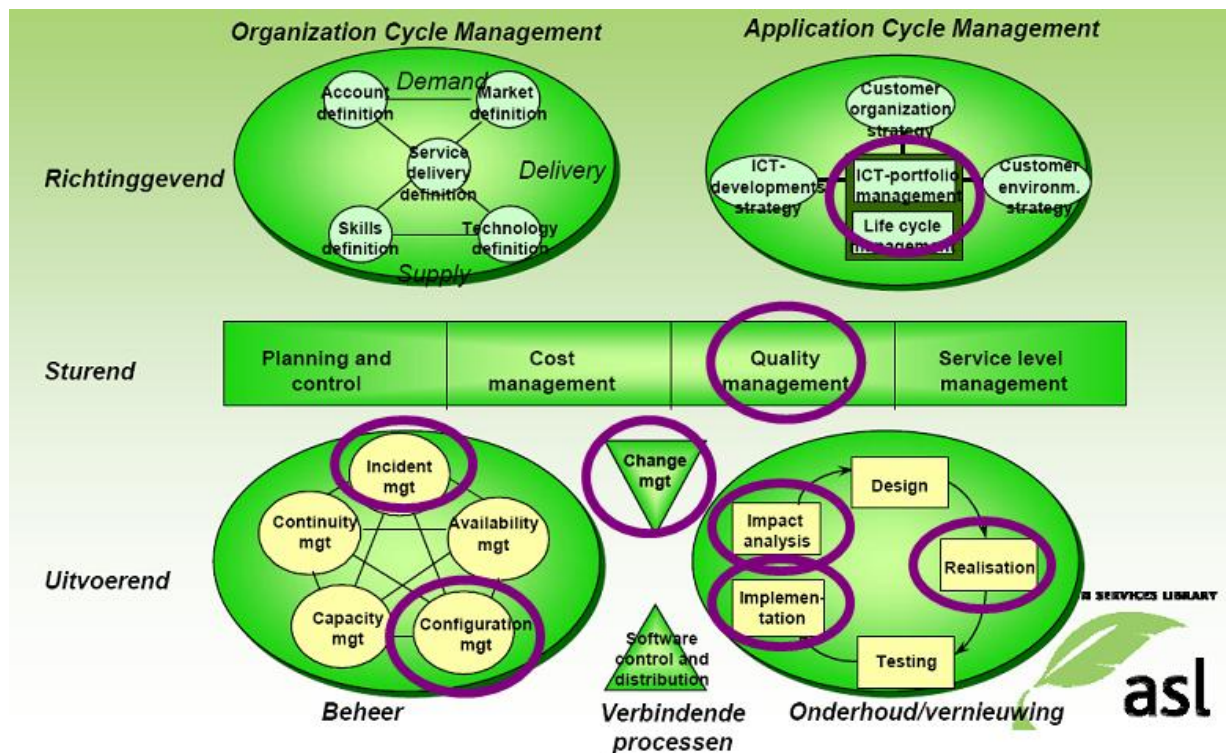 Organization Cycle Management
Application Cycle Management
Richtinggevend
Demand
Account
definition
Market
definition
Service
delivery
definition
Delivery
Skills
definition
Technology
definition
Supply
Customer
organization
strategy
ICT-
developments
strategy
ICT-portfolio
management
Customer
environm.
strategy
Life cycle
management
Sturend
Planning and
control
Cost
management
Quality
management
Service level
management
Uitvoerend
Incident
mgt
Continuity
mgt
Availability
mgt
Capacity
mgt
Configuration
mgt
Change
mgt
Software
control and
distribution
Design
Impact
analysis
Realisation
Implemen-
tation
Testing
SERVICES LIBRARY
asl
Beheer
Verbindende
processen
Onderhoud/vernieuwing